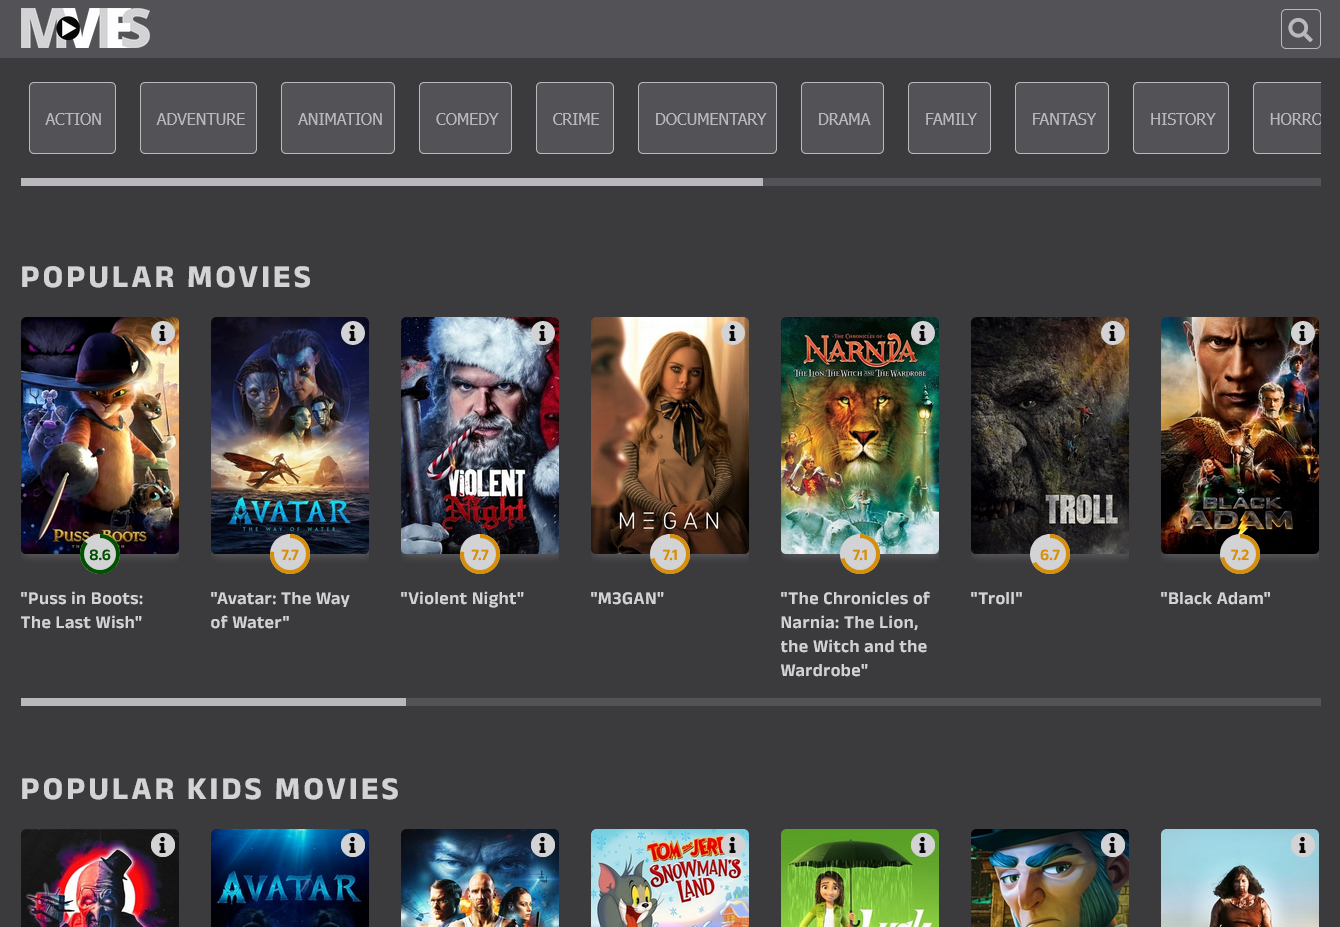 MOVIES
ACTION
ADVENTURE
ANIMATION
COMEDY
CRIME
DOCUMENTARY
DRAMA
FAMILY
FANTASY
HISTORY
HORRO
POPULAR MOVIES
i
i
i
i
i
i
i
PUSS BOOTS
AVATAR
THE WAY OF WATER
VIOLENT
Night
M3GAN
THE CHRONICLES OF
NARNIA
THE LION, THE WITCH AND THE WARDROBE
TROLL
DC
BLACK
ADAM
8.6
7.7
7.7
7.1
7.1
6.7
7.2
"Puss in Boots:
The Last Wish"
"Avatar: The Way
of Water"
"Violent Night"
"M3GAN"
"The Chronicles of
Narnia: The Lion,
the Witch and the
Wardrobe"
"Troll"
"Black Adam"
POPULAR KIDS MOVIES
i
i
i
i
i
i
i
AVATAR
TOM and JERR
SNOWMAN'S
LAND